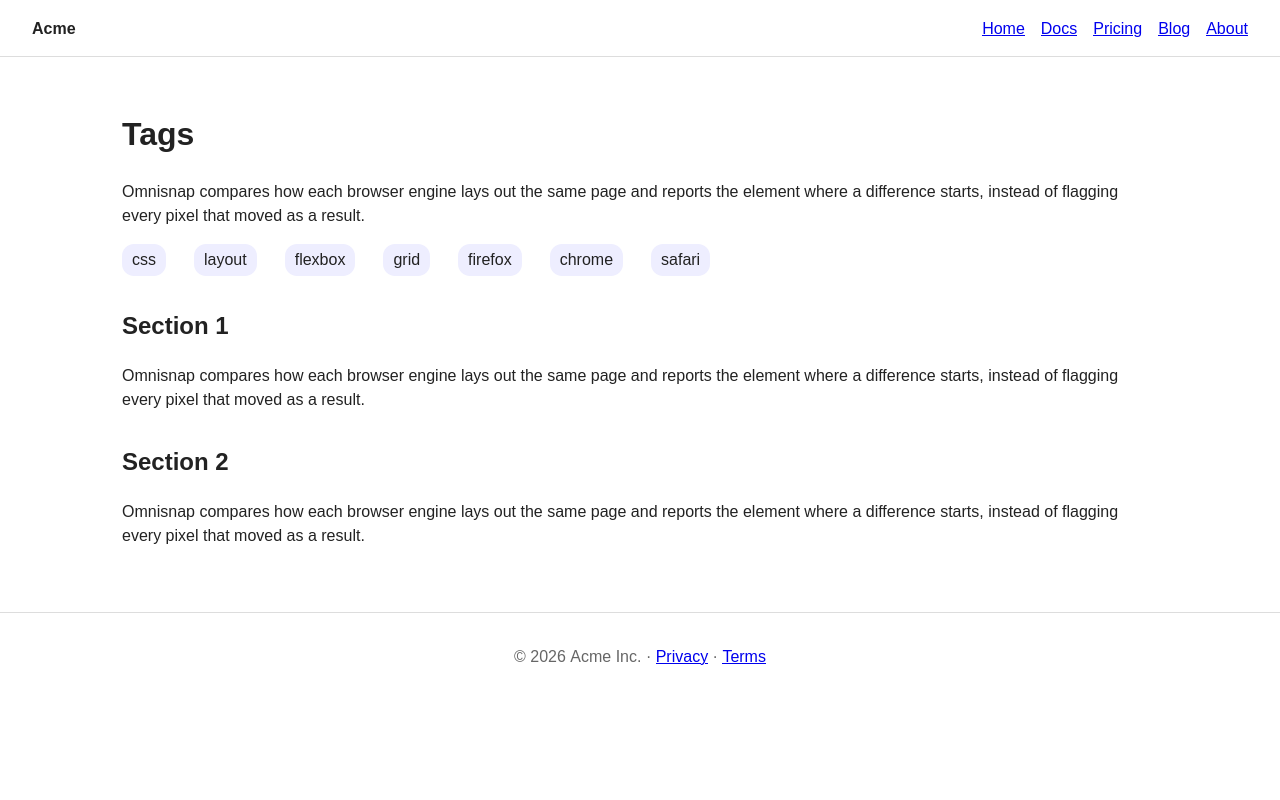 Acme
Home Docs Pricing Blog About
Tags
Omnisnap compares how each browser engine lays out the same page and reports the element where a difference starts, instead of flagging
every pixel that moved as a result.
css layout flexbox grid firefox chrome safari
Section 1
Omnisnap compares how each browser engine lays out the same page and reports the element where a difference starts, instead of flagging
every pixel that moved as a result.
Section 2
Omnisnap compares how each browser engine lays out the same page and reports the element where a difference starts, instead of flagging
every pixel that moved as a result.
© 2026 Acme Inc. · Privacy · Terms